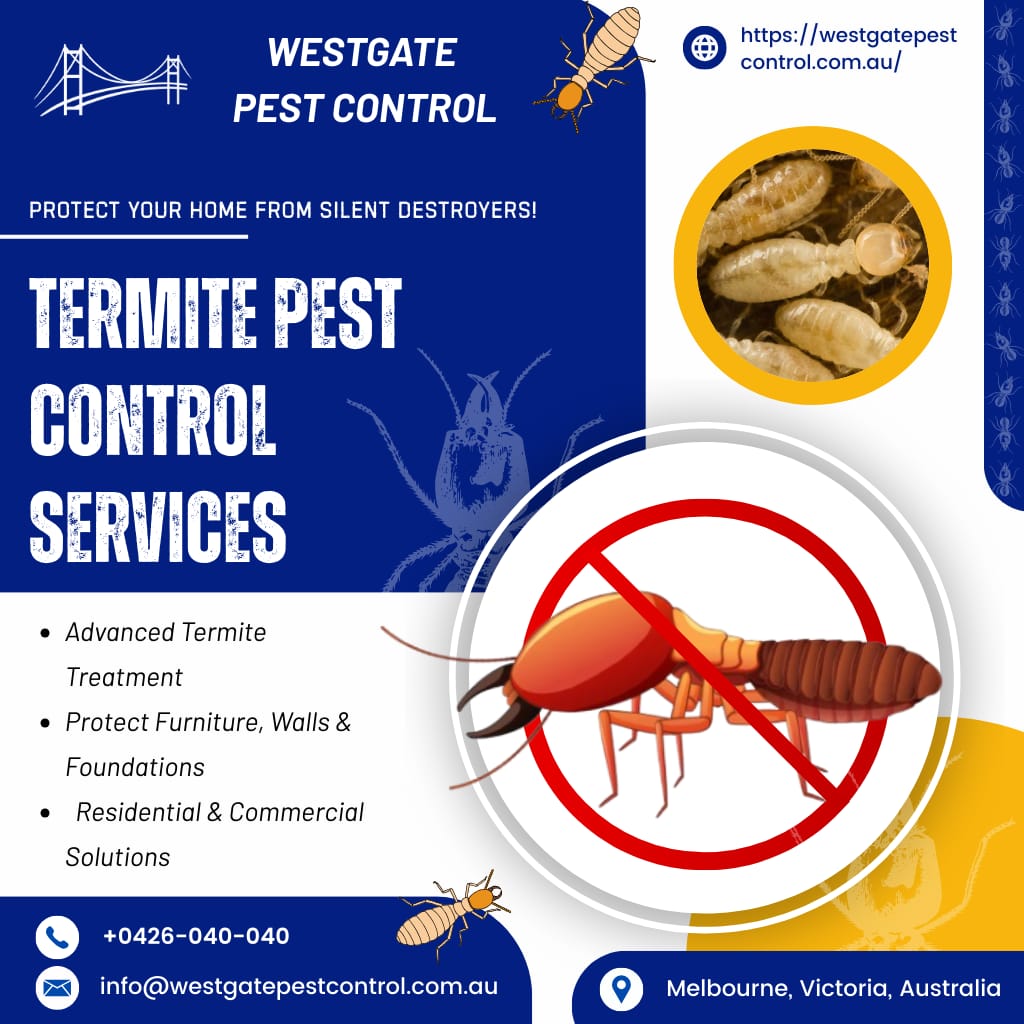 WESTGATE
PEST CONTROL
https://westgatepest
control.com.au/
PROTECT YOUR HOME FROM SILENT DESTROYERS!
TERMITE PEST
CONTROL
SERVICES
• Advanced Termite
Treatment
• Protect Furniture, Walls &
Foundations
• Residential & Commercial
Solutions
+0426-040-040
info@westgatepestcontrol.com.au
Melbourne, Victoria, Australia